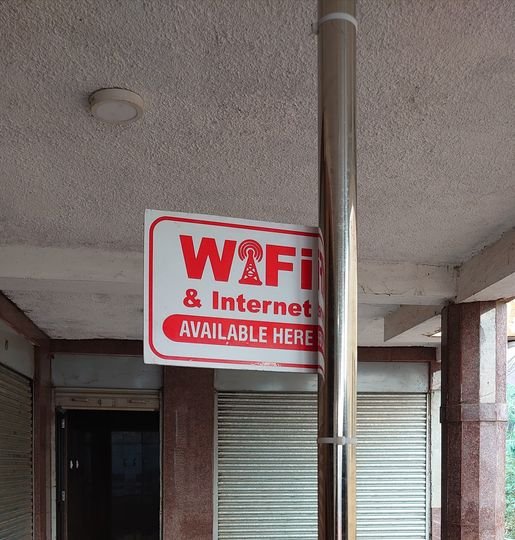 WiFi
& Internet
AVAILABLE HERE